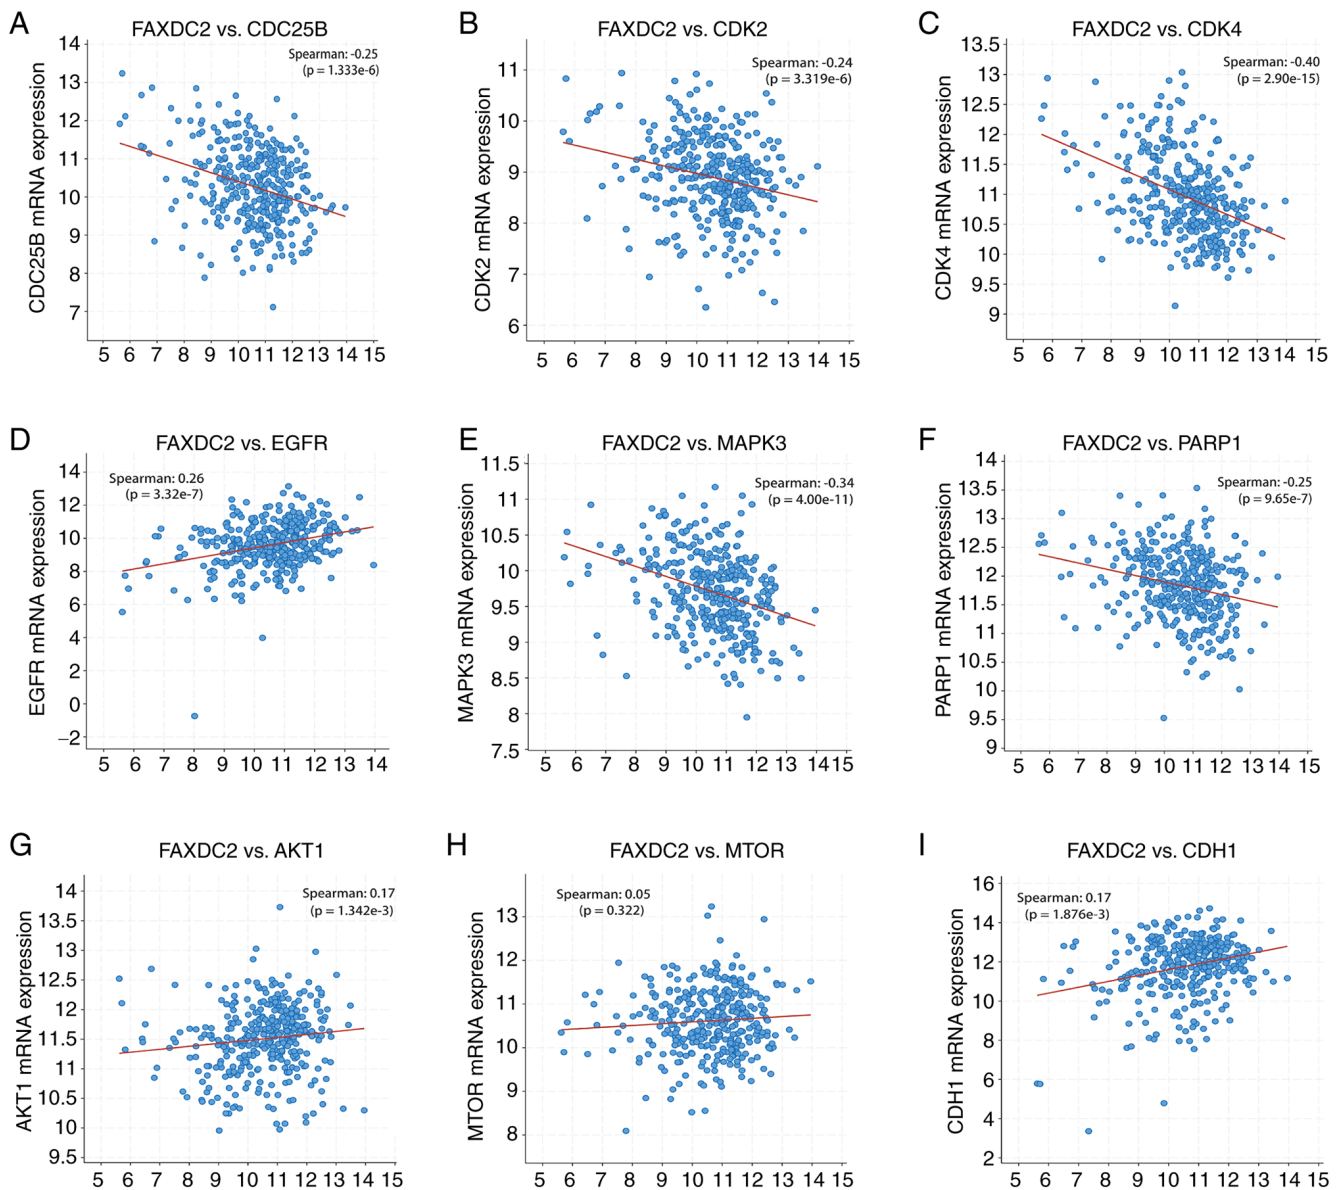 A
FAXDC2 vs. CDC25B
Spearman: -0.25
(p = 1.333e-6)
CDC25B mRNA expression
14
13
12
11
10
9
8
7
5 6 7 8 9 10 11 12 13 14 15
B
FAXDC2 vs. CDK2
Spearman: -0.24
(p = 3.319e-6)
CDK2 mRNA expression
11
10
9
8
7
6
5 6 7 8 9 10 11 12 13 14 15
C
FAXDC2 vs. CDK4
Spearman: -0.40
(p = 2.90e-15)
CDK4 mRNA expression
13.5
13
12.5
12
11.5
11
10.5
10
9.5
9
5 6 7 8 9 10 11 12 13 14 15
D
FAXDC2 vs. EGFR
Spearman: 0.26
(p = 3.32e-7)
EGFR mRNA expression
14
12
10
8
6
4
2
0
−2
5 6 7 8 9 10 11 12 13 14
E
FAXDC2 vs. MAPK3
Spearman: -0.34
(p = 4.00e-11)
MAPK3 mRNA expression
11.5
11
10.5
10
9.5
9
8.5
8
7.5
5 6 7 8 9 10 11 12 13 14 15
F
FAXDC2 vs. PARP1
Spearman: -0.25
(p = 9.65e-7)
PARP1 mRNA expression
14
13.5
13
12.5
12
11.5
11
10.5
10
9.5
9
5 6 7 8 9 10 11 12 13 14
G
FAXDC2 vs. AKT1
Spearman: 0.17
(p = 1.342e-3)
AKT1 mRNA expression
14
13.5
13
12.5
12
11.5
11
10.5
10
9.5
5 6 7 8 9 10 11 12 13 14 15
H
FAXDC2 vs. MTOR
Spearman: 0.05
(p = 0.322)
MTOR mRNA expression
13
12
11
10
9
8
5 6 7 8 9 10 11 12 13 14 15
I
FAXDC2 vs. CDH1
Spearman: 0.17
(p = 1.876e-3)
CDH1 mRNA expression
16
14
12
10
8
6
4
2
5 6 7 8 9 10 11 12 13 14 15